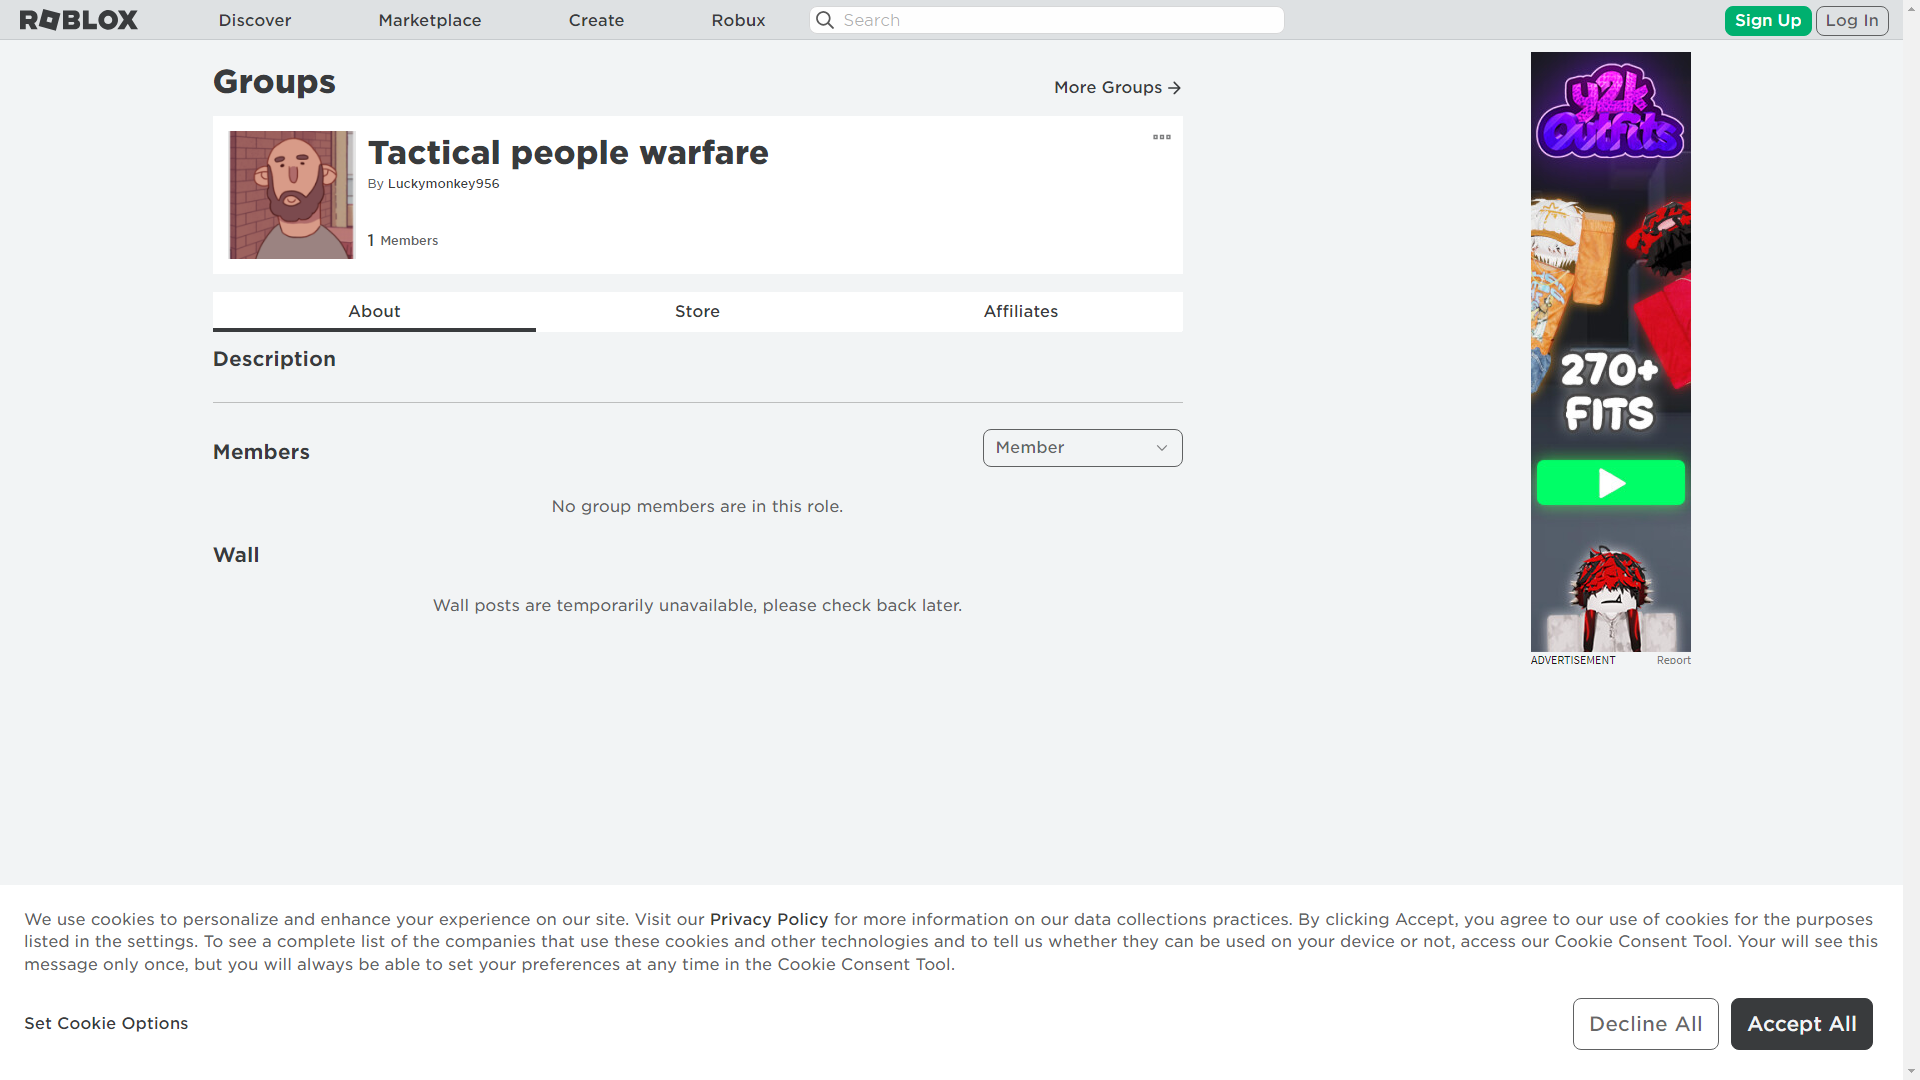 ROBLOX
Discover
Marketplace
Create
Robux
Search
Sign Up
Log In
Groups
More Groups
Tactical people warfare
By Luckymonkey956
1 Members
About
Store
Affiliates
Description
Members
Member
No group members are in this role.
Wall
Wall posts are temporarily unavailable, please check back later.
y2k
Outfits
270+
FITS
ADVERTISEMENT
Report
We use cookies to personalize and enhance your experience on our site. Visit our Privacy Policy for more information on our data collections practices. By clicking Accept, you agree to our use of cookies for the purposes
listed in the settings. To see a complete list of the companies that use these cookies and other technologies and to tell us whether they can be used on your device or not, access our Cookie Consent Tool. Your will see this
message only once, but you will always be able to set your preferences at any time in the Cookie Consent Tool.
Set Cookie Options
Decline All
Accept All